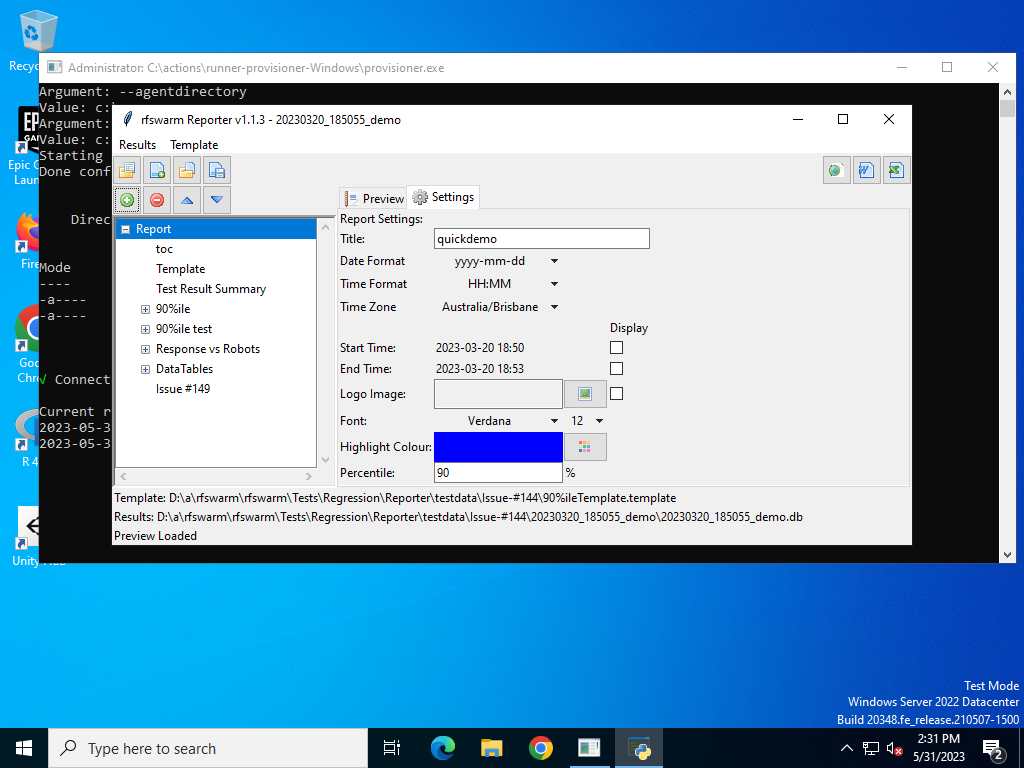 Recyc
Administrator: C:\actions\runner-provisioner-Windows\provisioner.exe
Argument: --agentdirectory
Value: c:\
Argument:
Value: c:
Starting
Done conf
Direc
Mode
----
-a----
-a----
√ Connect
Current r
2023-05-3
2023-05-3
Epic G
Laun
Fire
Goo
Chr
R 4
Unity Hub
rfswarm Reporter v1.1.3 - 20230320_185055_demo
Results Template
Preview Settings
Report
toc
Template
Test Result Summary
90%ile
90%ile test
Response vs Robots
DataTables
Issue #149
Report Settings:
Title: quickdemo
Date Format yyyy-mm-dd
Time Format HH:MM
Time Zone Australia/Brisbane
Display
Start Time: 2023-03-20 18:50
End Time: 2023-03-20 18:53
Logo Image:
Font: Verdana 12
Highlight Colour:
Percentile: 90 %
Template: D:\a\rfswarm\rfswarm\Tests\Regression\Reporter\testdata\Issue-#144\90%ileTemplate.template
Results: D:\a\rfswarm\rfswarm\Tests\Regression\Reporter\testdata\Issue-#144\20230320_185055_demo\20230320_185055_demo.db
Preview Loaded
Test Mode
Windows Server 2022 Datacenter
Build 20348.fe_release.210507-1500
Type here to search
2:31 PM
5/31/2023
2